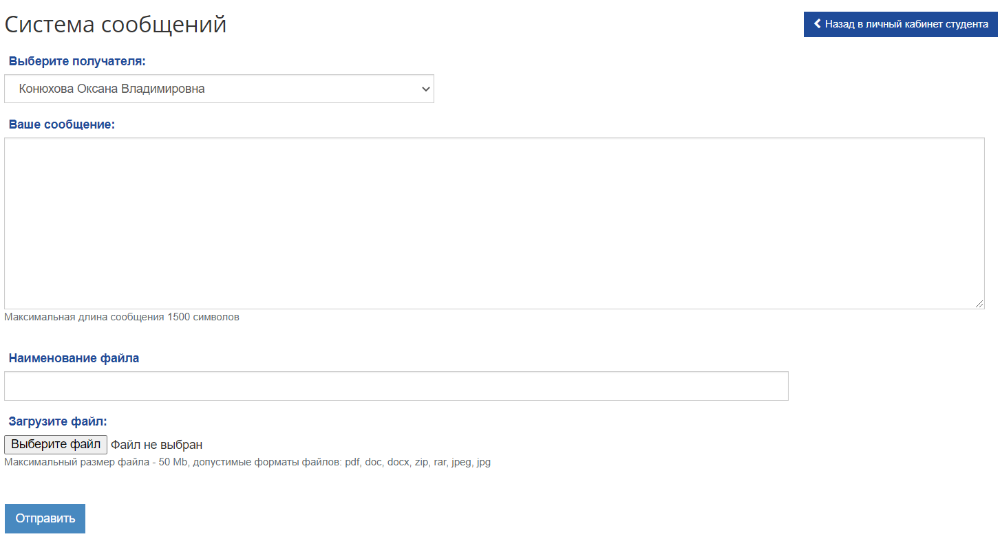 Система сообщений
Назад в личный кабинет студента
Выберите получателя:
Конюхова Оксана Владимировна
Ваше сообщение:
Максимальная длина сообщения 1500 символов
Наименование файла
Загрузите файл:
Выберите файл Файл не выбран
Максимальный размер файла - 50 Mb, допустимые форматы файлов: pdf, doc, docx, zip, rar, jpeg, jpg
Отправить